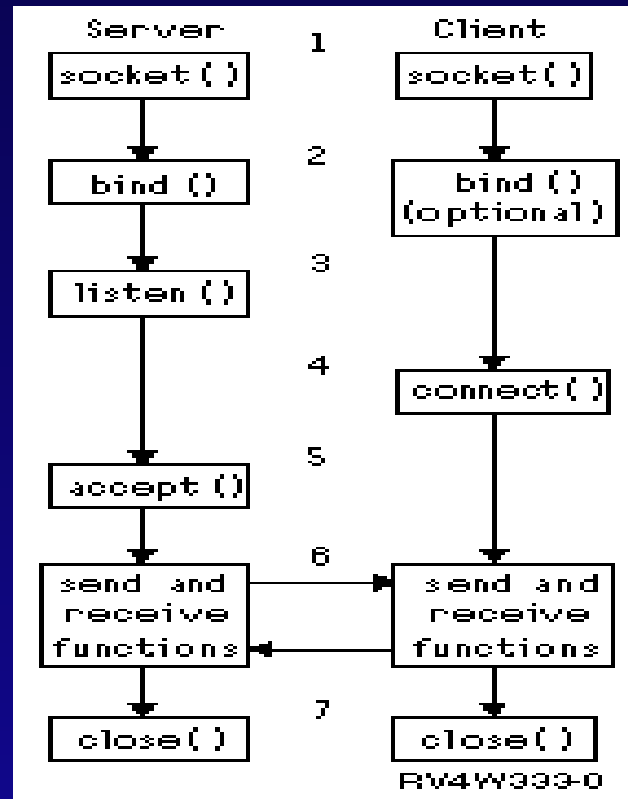 Server 1 Client
socket() socket()
2
bind() bind()
(optional)
3
listen()
4
connect()
5
accept()
6
send and send and
receive receive
functions functions
7
close() close()
RV4W333-0